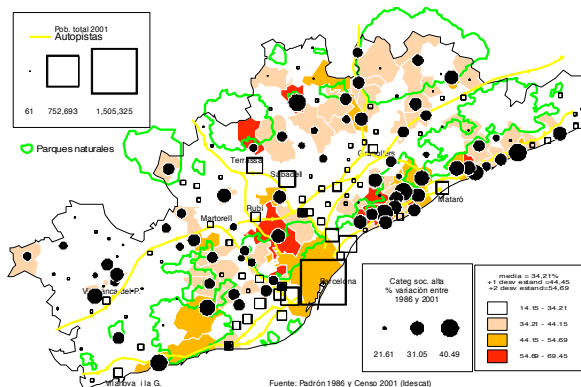 Pob. total 2001
Autopistas
61 752,693 1,505,325
Parques naturales
Granollers
Terrassa
Sabadell
Mataró
Rubí
Martorell
Barcelona
Vilafranca del P.
Vilanova i la G.
Categ soc. alta
% variación entre
1986 y 2001
21.61 31.05 40.49
media = 34,21%
+1 desv estand=44,45
+2 desv estand=54,69
14.15 - 34.21
34.21 - 44.15
44.15 - 54.69
54.69 - 69.45
Fuente: Padrón 1986 y Censo 2001 (Idescat)